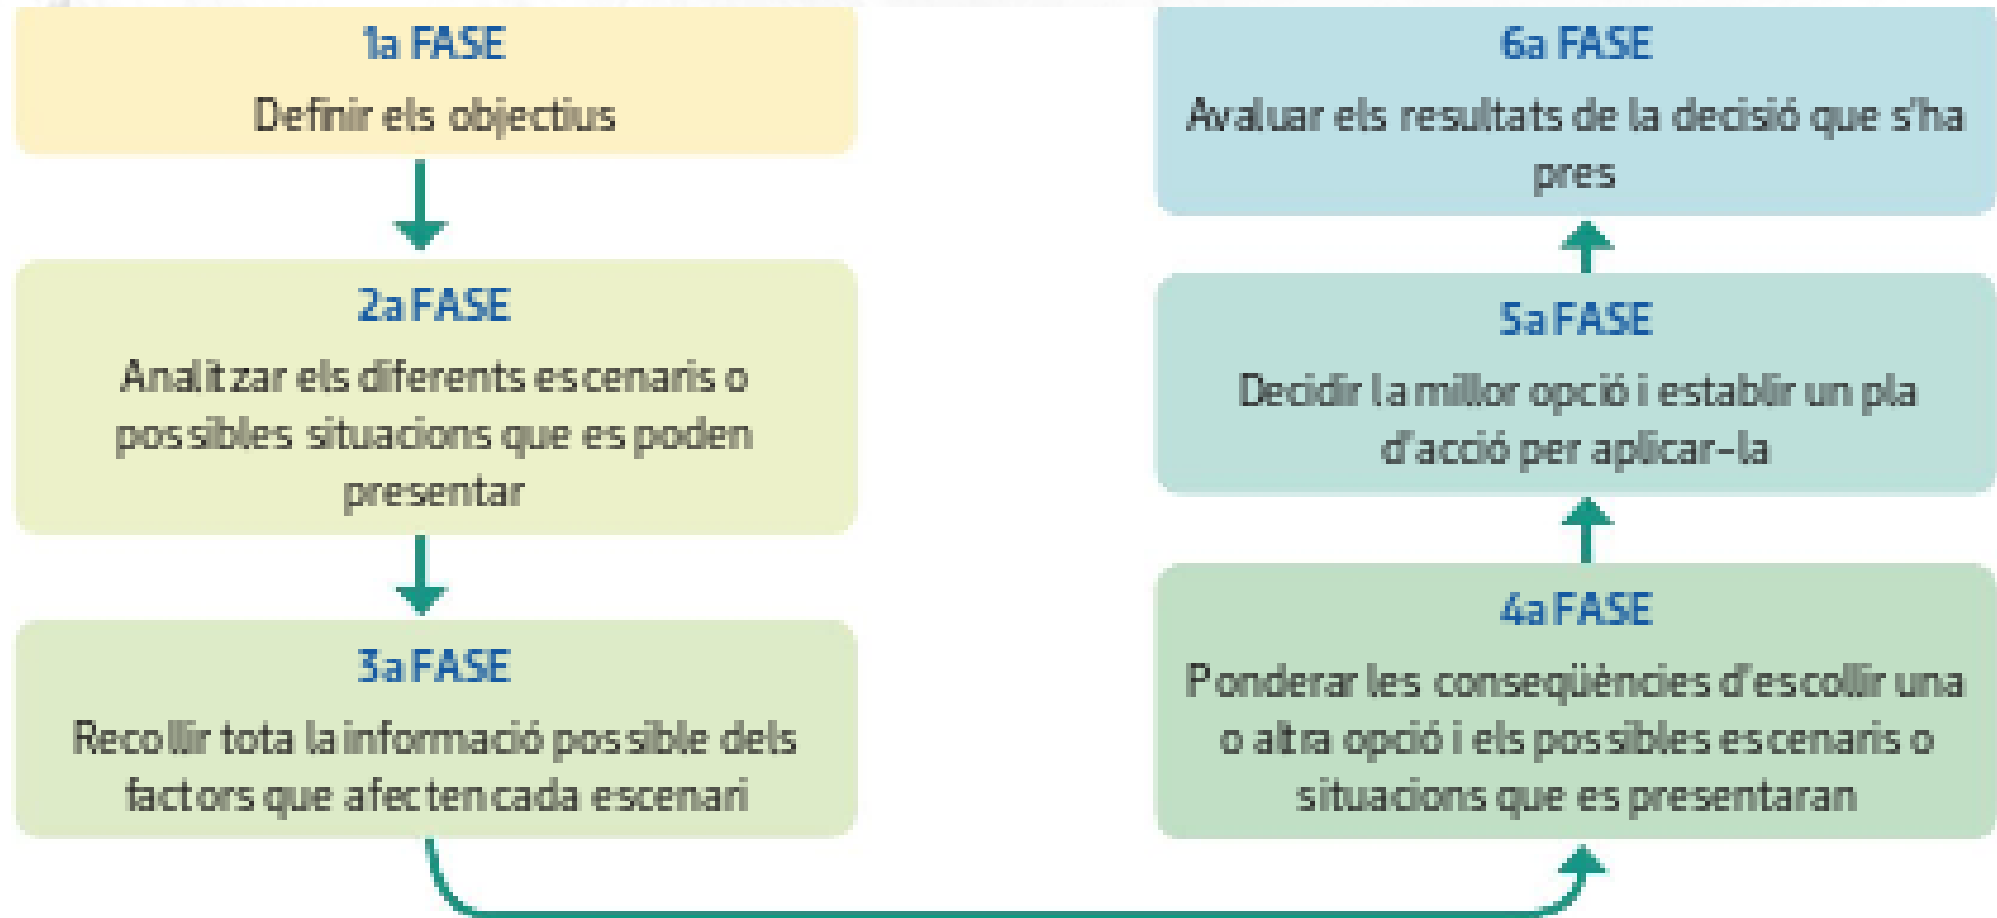 1a FASE
Definir els objectius
2a FASE
Analitzar els diferents escenaris o
possibles situacions que es poden
presentar
3a FASE
Recollir tota la informació possible dels
factors que afecten cada escenari
4a FASE
Ponderar les conseqüències d'escollir una
o altra opció i els possibles escenaris o
situacions que es presentaran
5a FASE
Decidir la millor opció i establir un pla
d'acció per aplicar-la
6a FASE
Avaluar els resultats de la decisió que s'ha
pres